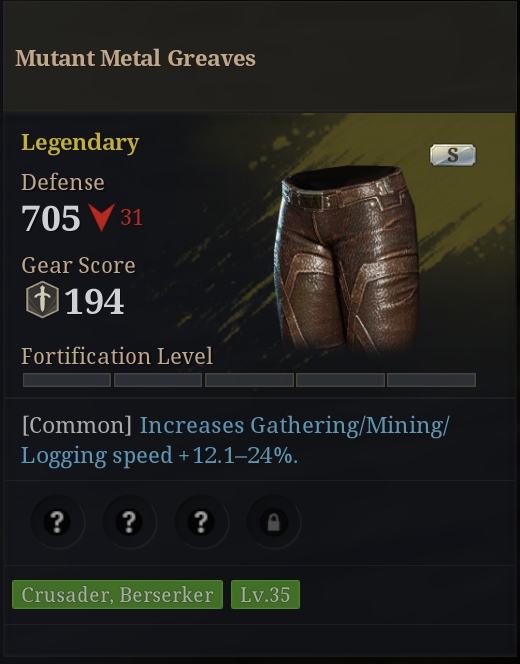 Mutant Metal Greaves
Legendary
S
Defense
705 31
Gear Score
194
Fortification Level
[Common] Increases Gathering/Mining/
Logging speed +12.1–24%.
? ? ?
Crusader, Berserker Lv.35